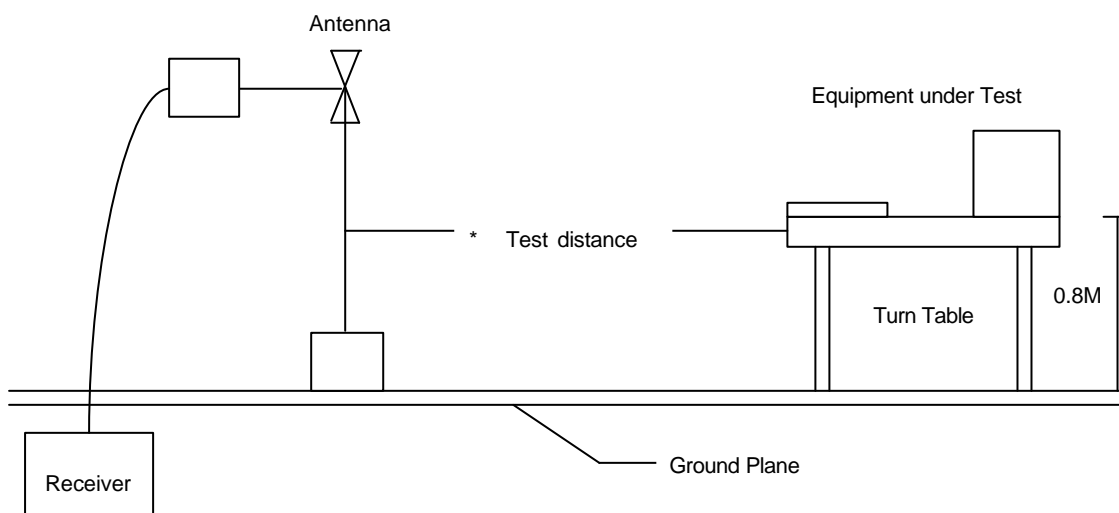 Antenna
Equipment under Test
* Test distance
0.8M
Turn Table
Ground Plane
Receiver